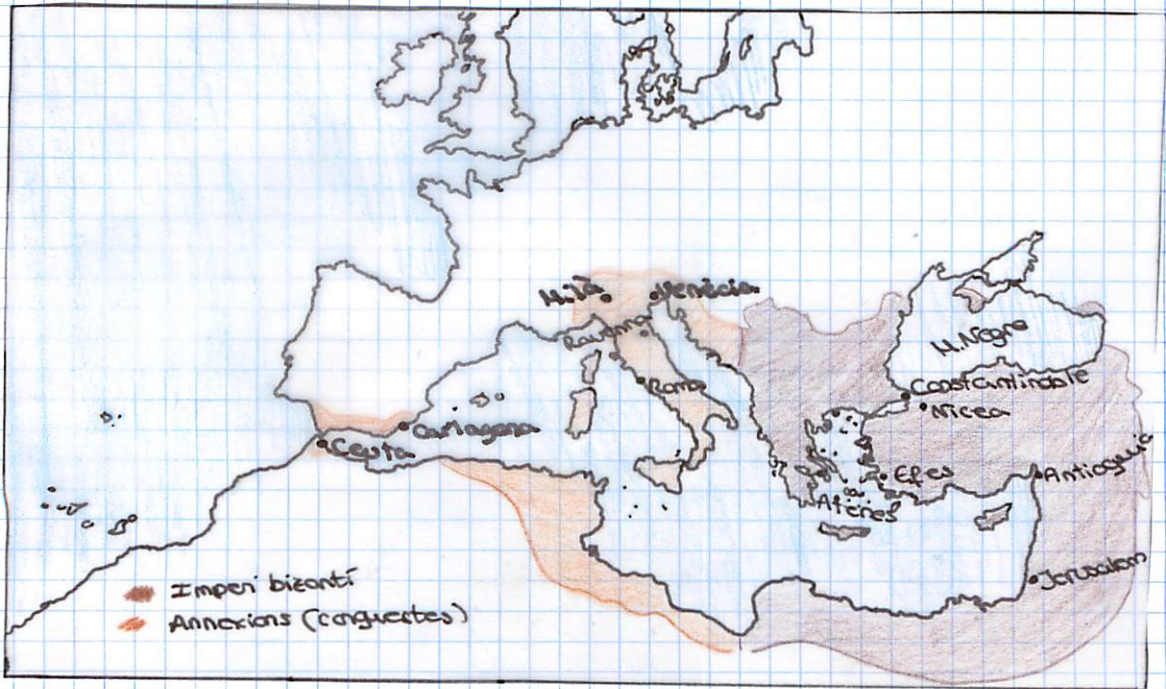 Milà
Venècia
Ravenna
M. Negre
Roma
Constantinoble
Nicea
Cartagena
Ceuta
Efes
Antioquia
Atenes
Jerusalem
Imperi bizantí
Annexions (conquestes)